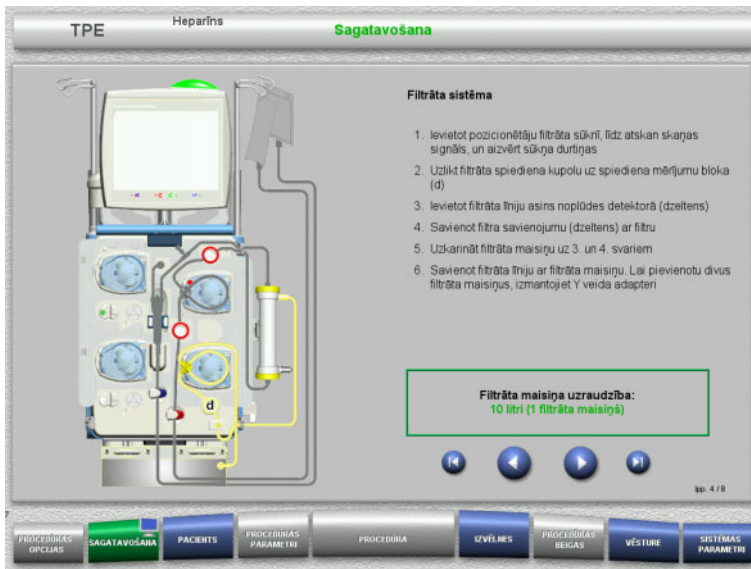 TPE
Heparīns
Sagatavošana
Filtrāta sistēma
1. Ievietot pozicionētāju filtrāta sūknī, līdz atskan skaņas
signāls, un aizvērt sūkņa durtiņas
2. Uzlikt filtrāta spiediena kupolu uz spiediena mērījumu bloka
(d)
3. Ievietot filtrāta līniju asins noplūdes detektorā (dzeltens)
4. Savienot filtra savienojumu (dzeltens) ar filtru
5. Uzkarināt filtrāta maisiņu uz 3. un 4. svariem
6. Savienot filtrāta līniju ar filtrāta maisiņu. Lai pievienotu divus
filtrāta maisiņus, izmantojiet Y veida adapteri
d
Filtrāta maisiņa uzraudzība:
10 litri (1 filtrāta maisiņš)
lpp. 4 / 8
PROCEDŪRAS
OPCIJAS
SAGATAVOŠANA
PACIENTS
PROCEDŪRAS
PARAMETRI
PROCEDŪRA
IZVĒLNES
PROCEDŪRAS
BEIGAS
VĒSTURE
SISTĒMAS
PARAMETRI